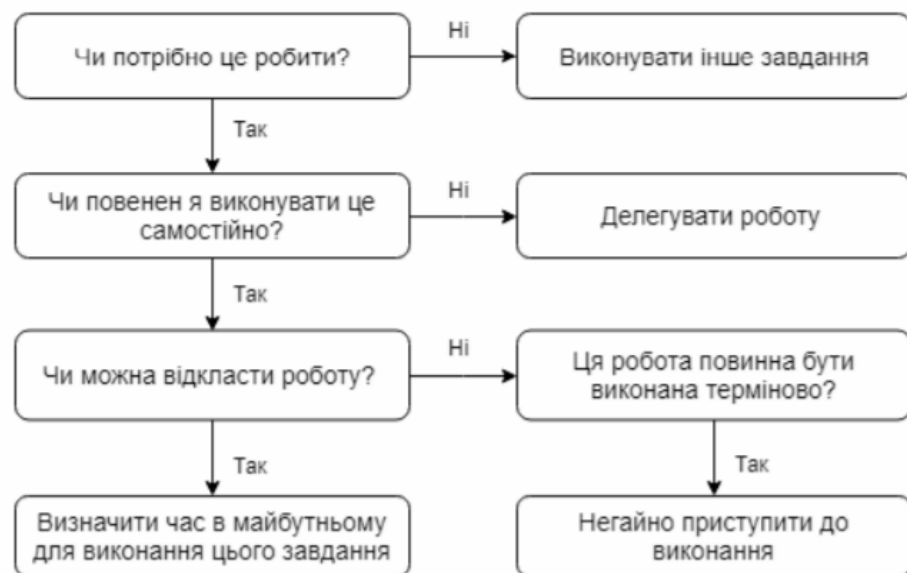 Чи потрібно це робити?
Ні
Виконувати інше завдання
Так
Чи повенен я виконувати це
самостійно?
Ні
Делегувати роботу
Так
Чи можна відкласти роботу?
Ні
Ця робота повинна бути
виконана терміново?
Так
Так
Визначити час в майбутньому
для виконання цього завдання
Негайно приступити до
виконання